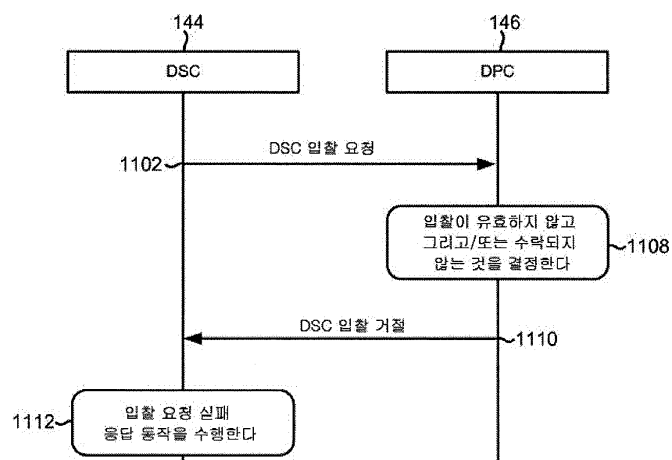 144
146
DSC
DPC
DSC 입찰 요청
1102
입찰이 유효하지 않고
그리고/또는 수락되지
않는 것을 결정한다
1108
DSC 입찰 거절
1110
1112
입찰 요청 실패
응답 동작을 수행한다